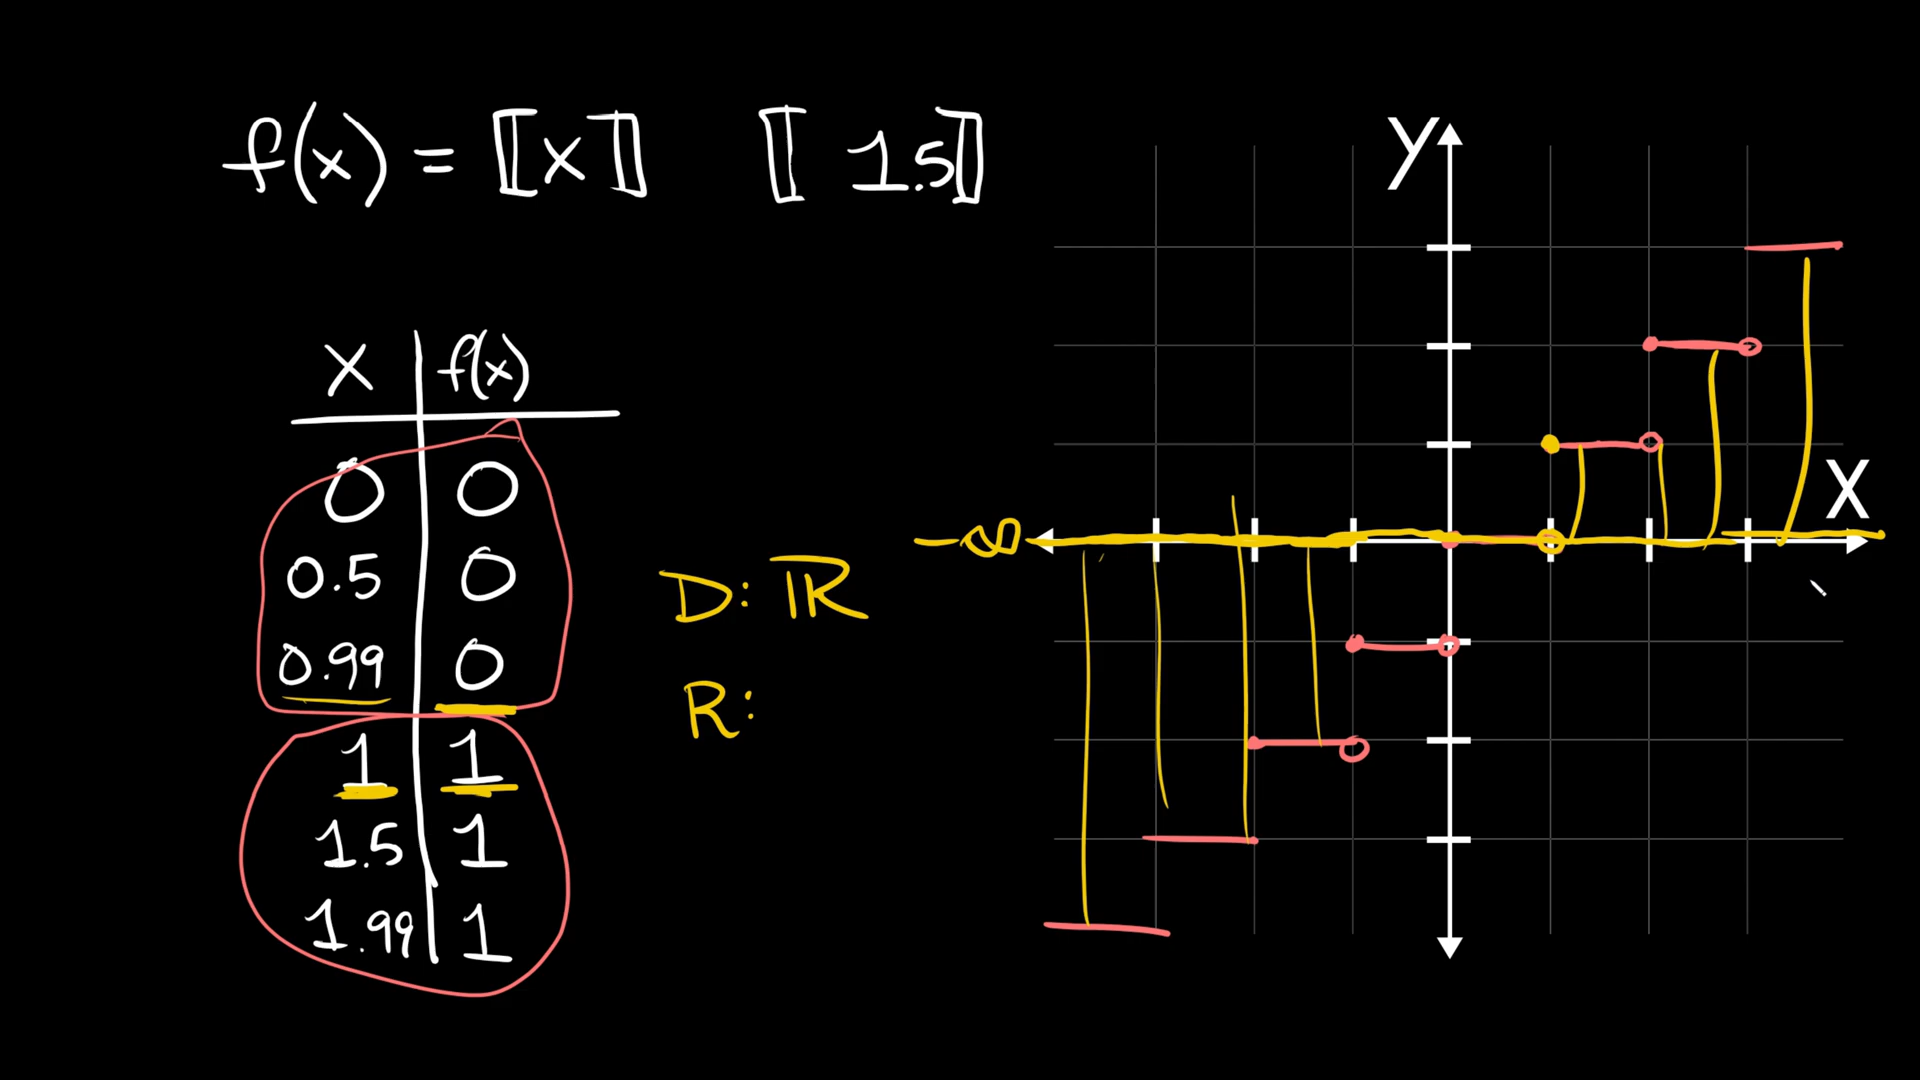 f(x) = ⟦x⟧ ⟦1.5⟧
y
x f(x)
0 0
0.5 0
0.99 0
1 1
1.5 1
1.99 1
D: ℝ
R:
-∞
X